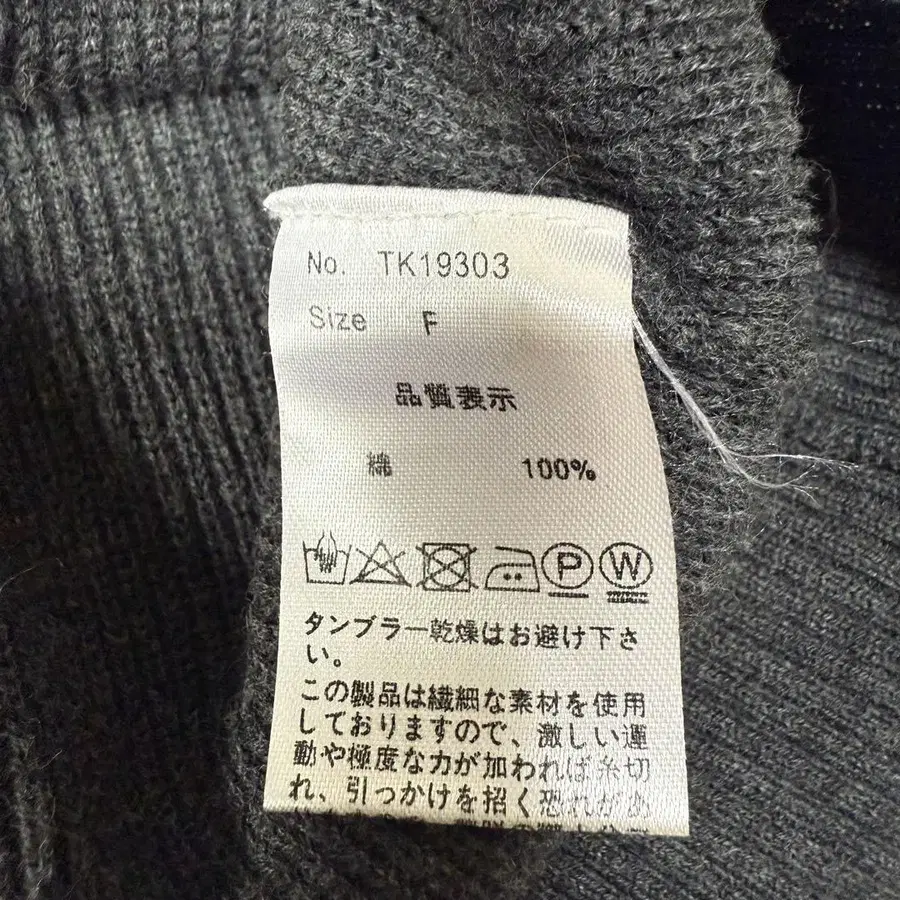 No. TK19303
Size F
品質表示
綿 100%
P W
タンブラー乾燥はお避け下さ
い。
この製品は繊細な素材を使用
しておりますので、激しい運
動や極度な力が加われば糸切
れ、引っかけを招く恐れがあ